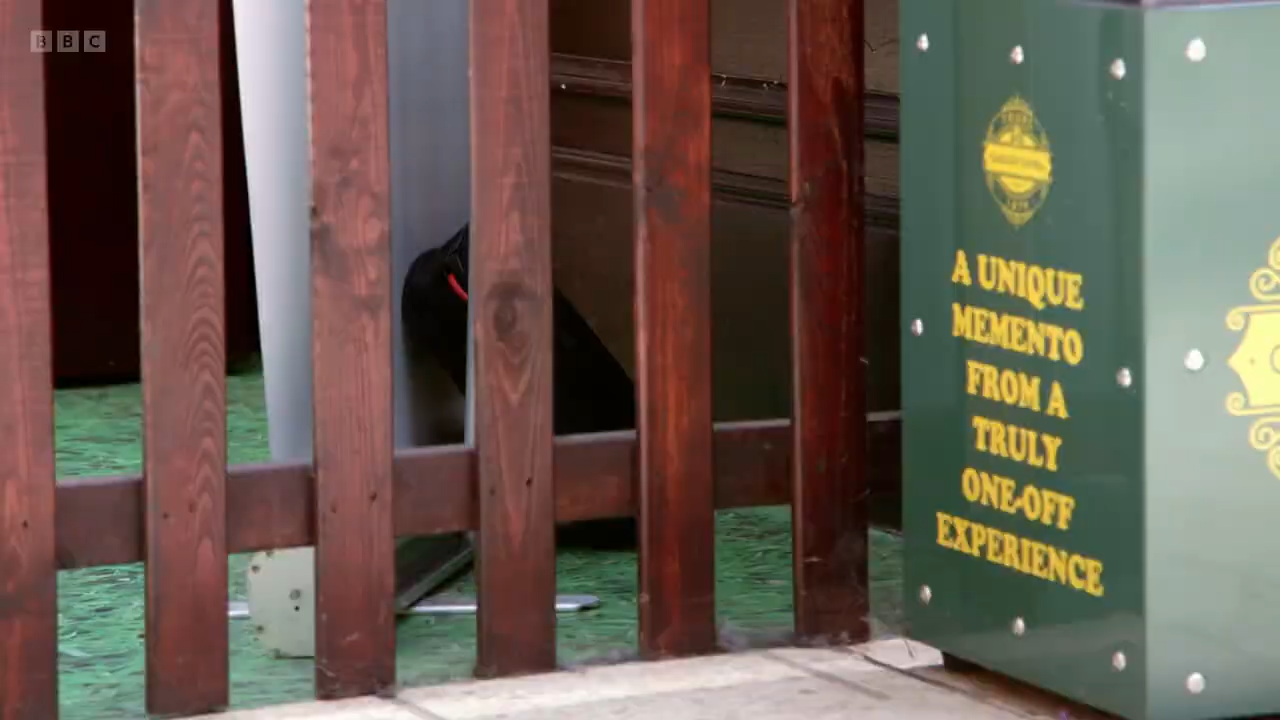 BBC
A UNIQUE
MEMENTO
FROM A
TRULY
ONE-OFF
EXPERIENCE